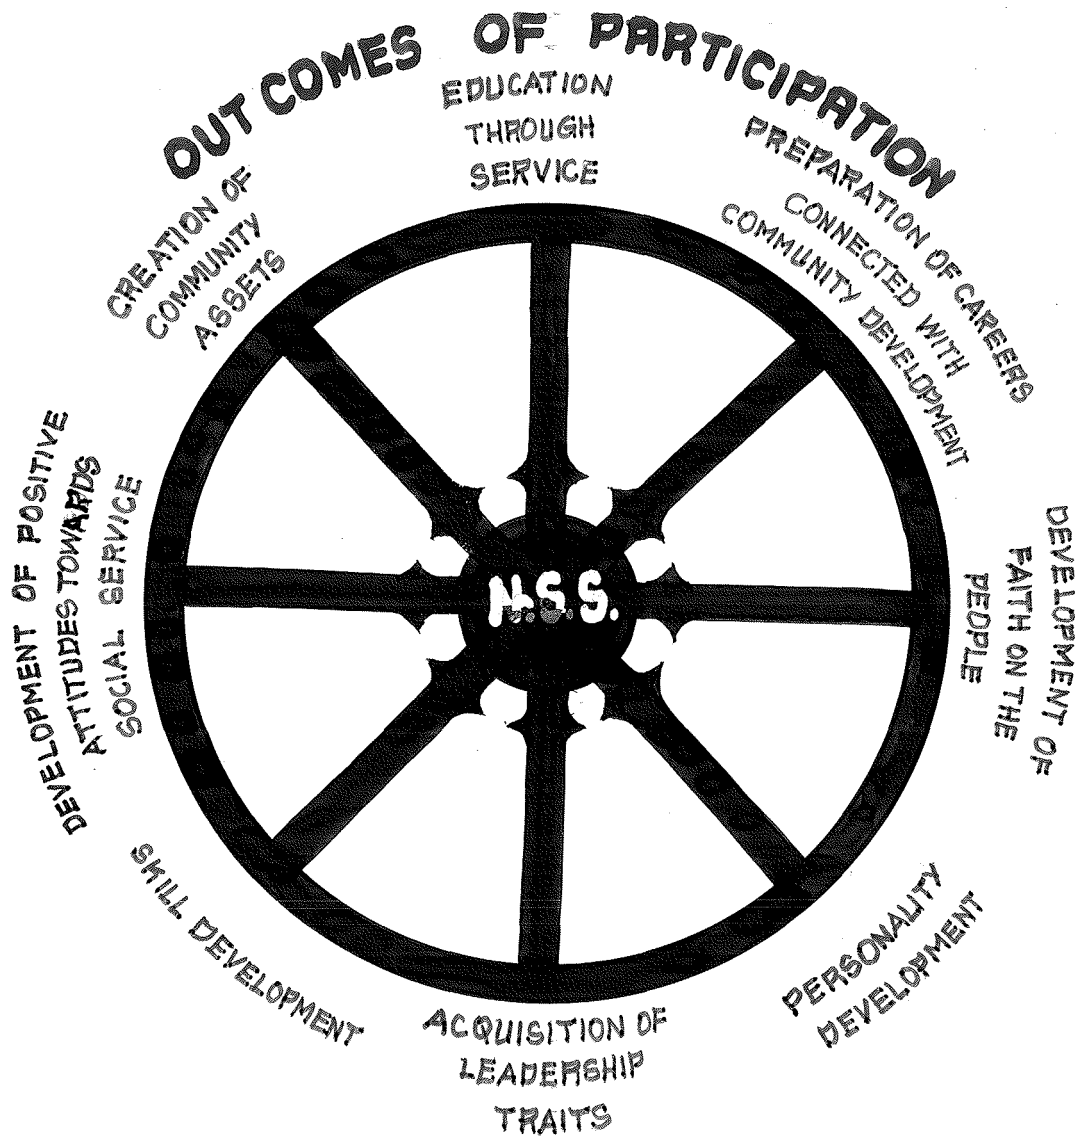 OUT COMES OF PARTICIPATION
EDUCATION
THROUGH
SERVICE
PREPARATION OF CAREERS
CONNECTED WITH
COMMUNITY DEVELOPMENT
DEVELOPMENT OF
FAITH ON THE
PEOPLE
PERSONALITY
DEVELOPMENT
ACQUISITION OF
LEADERSHIP
TRAITS
SKILL DEVELOPMENT
DEVELOPMENT OF POSITIVE
ATTITUDES TOWARDS
SOCIAL SERVICE
CREATION OF
COMMUNITY
ASSETS
N.S.S.